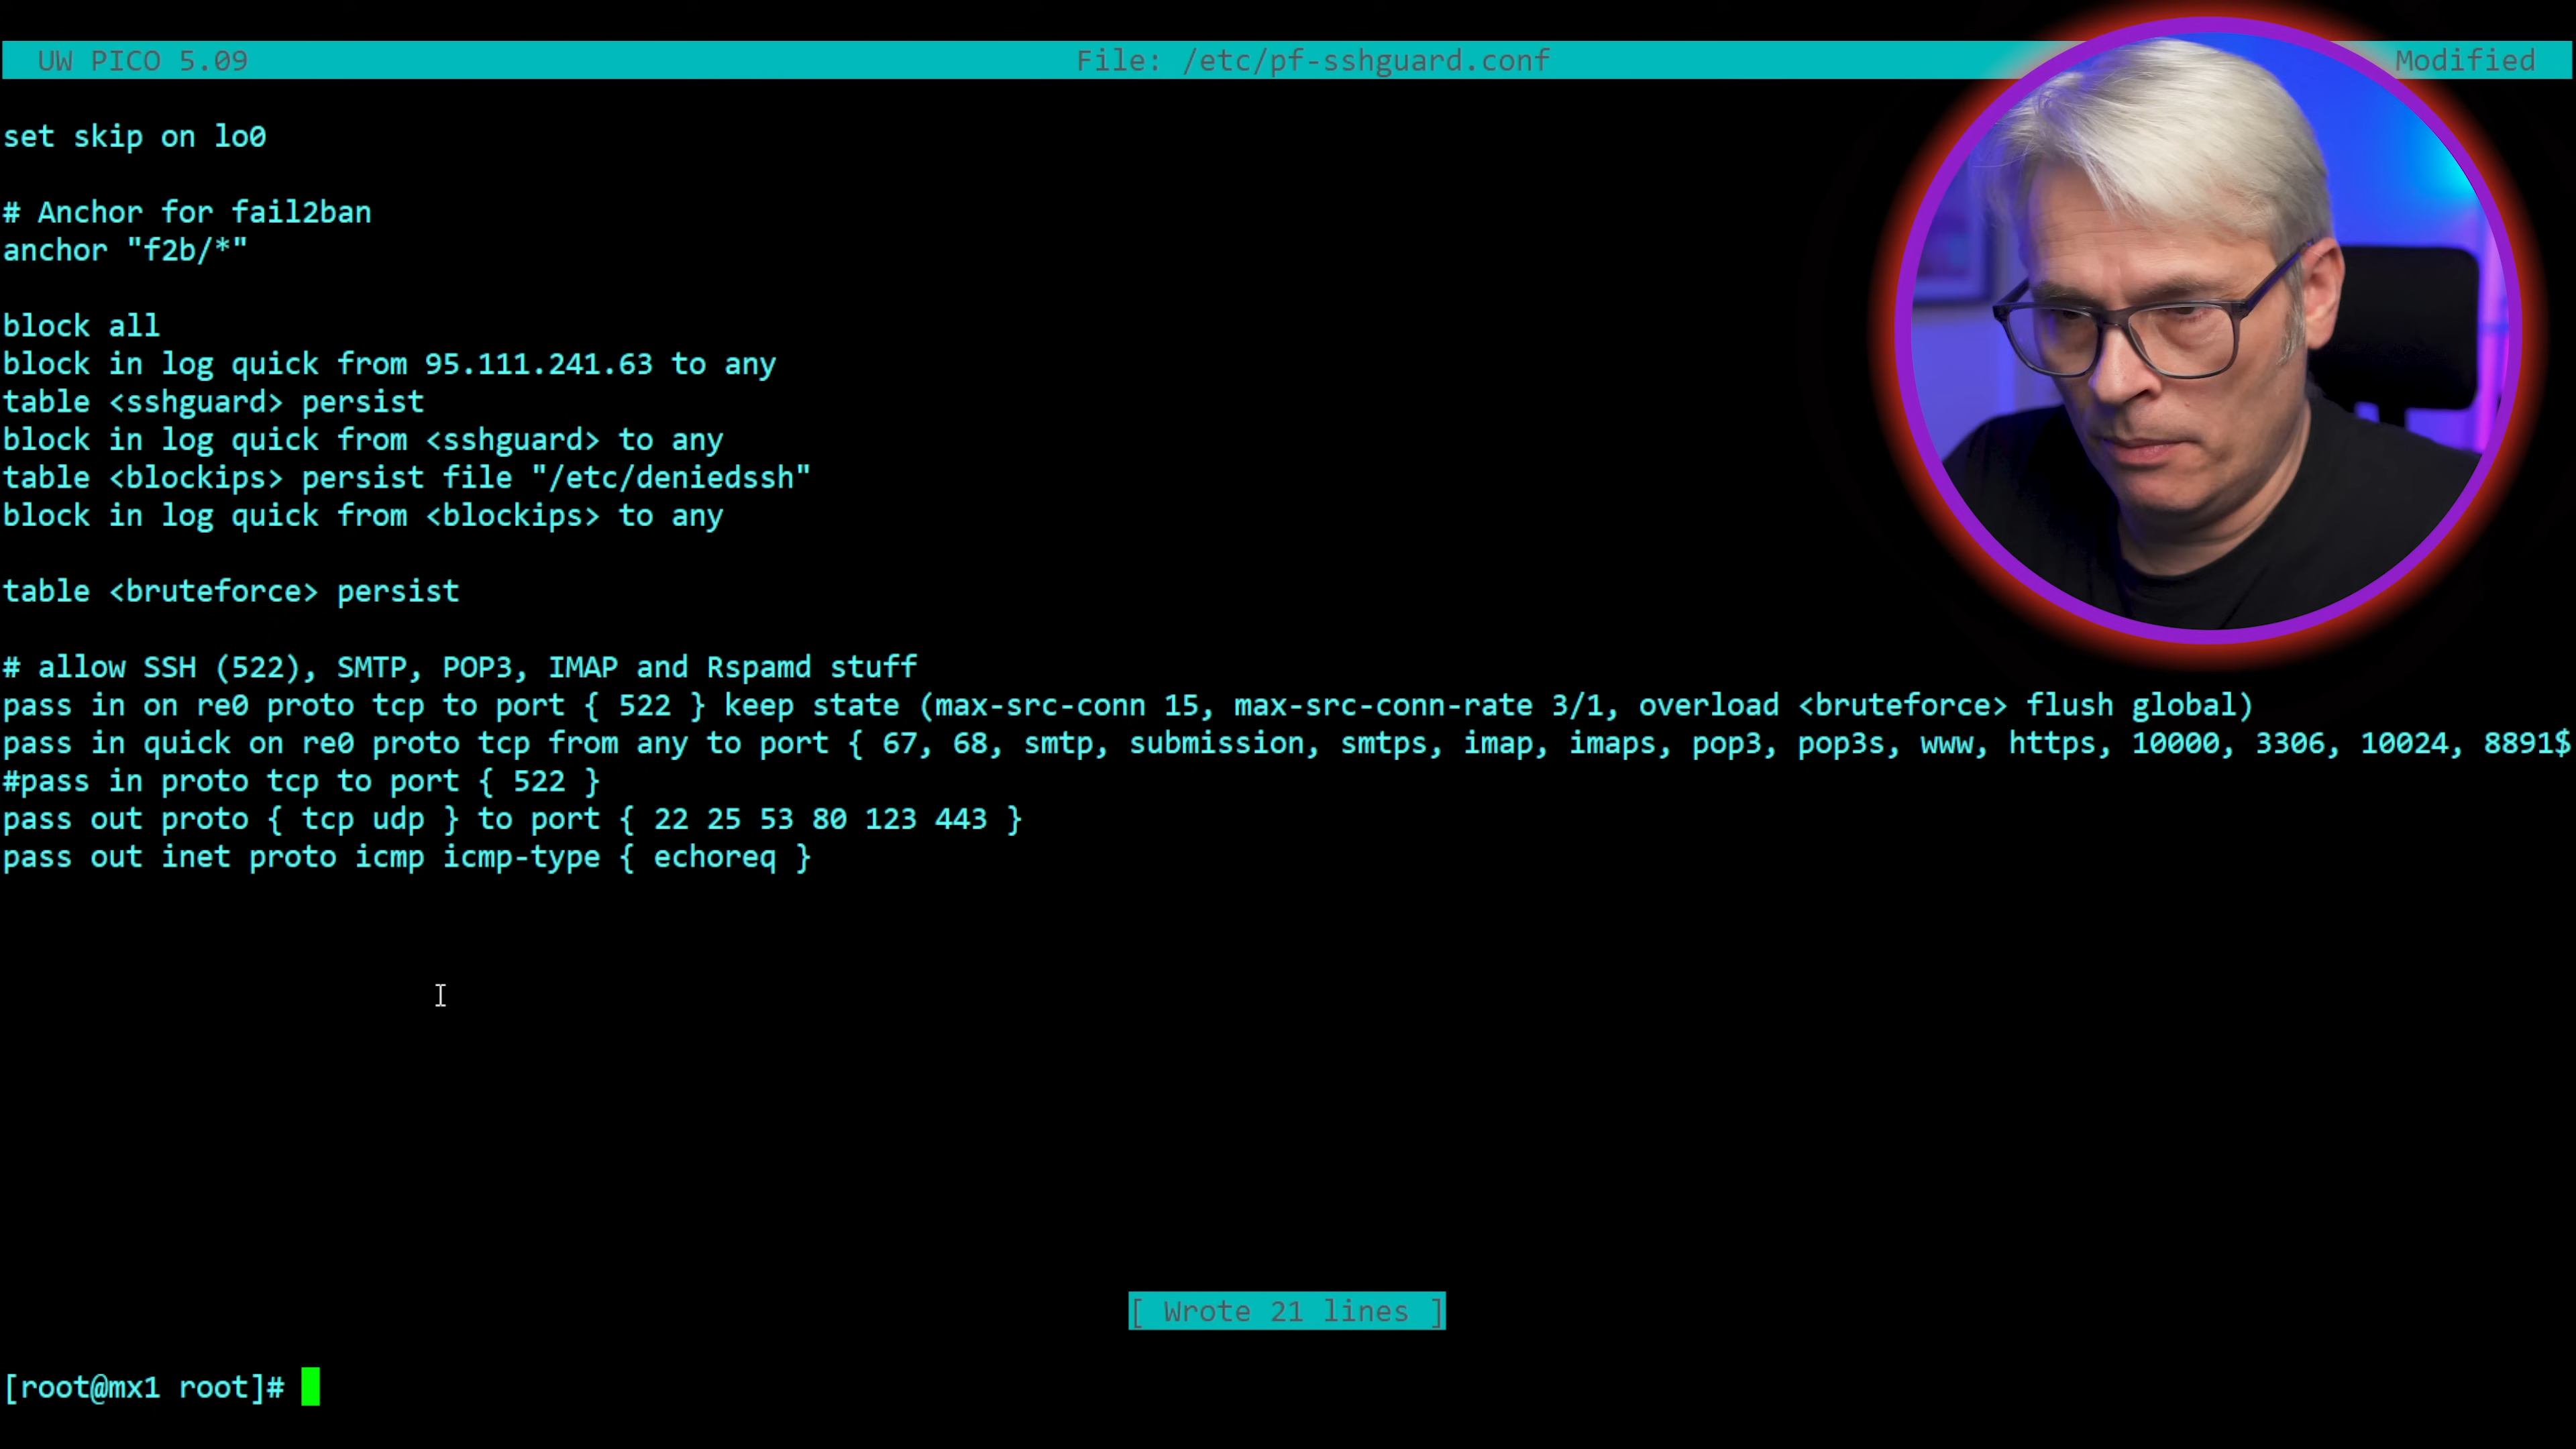 UW PICO 5.09 File: /etc/pf-sshguard.conf Modified
set skip on lo0
# Anchor for fail2ban
anchor "f2b/*"
block all
block in log quick from 95.111.241.63 to any
table <sshguard> persist
block in log quick from <sshguard> to any
table <blockips> persist file "/etc/deniedssh"
block in log quick from <blockips> to any
table <bruteforce> persist
# allow SSH (522), SMTP, POP3, IMAP and Rspamd stuff
pass in on re0 proto tcp to port { 522 } keep state (max-src-conn 15, max-src-conn-rate 3/1, overload <bruteforce> flush global)
pass in quick on re0 proto tcp from any to port { 67, 68, smtp, submission, smtps, imap, imaps, pop3, pop3s, www, https, 10000, 3306, 10024, 8891$
#pass in proto tcp to port { 522 }
pass out proto { tcp udp } to port { 22 25 53 80 123 443 }
pass out inet proto icmp icmp-type { echoreq }
[ Wrote 21 lines ]
[root@mx1 root]#